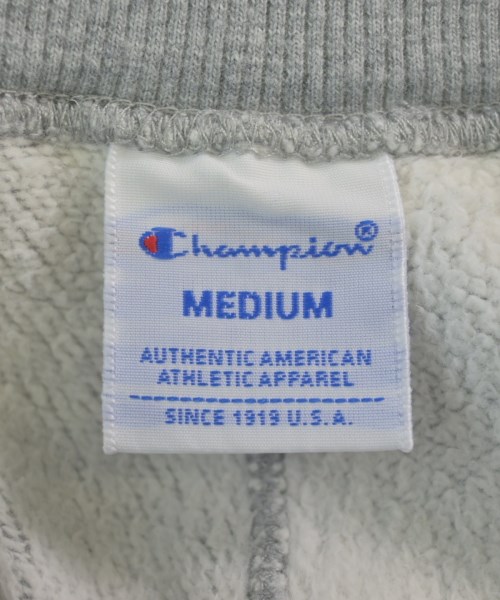 Champion®
MEDIUM
AUTHENTIC AMERICAN
ATHLETIC APPAREL
SINCE 1919 U.S.A.